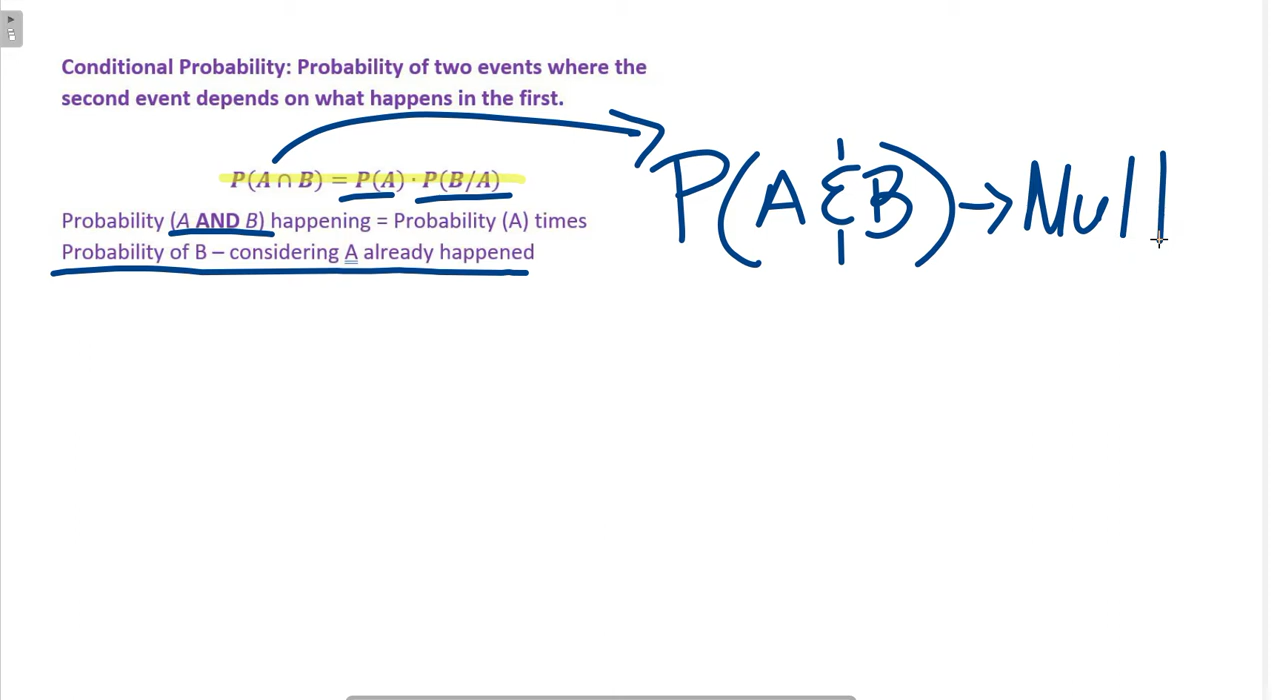 Conditional Probability: Probability of two events where the
second event depends on what happens in the first.
P(A ∩ B) = P(A) · P(B/A)
P(A & B) → Null
Probability (A AND B) happening = Probability (A) times
Probability of B – considering A already happened